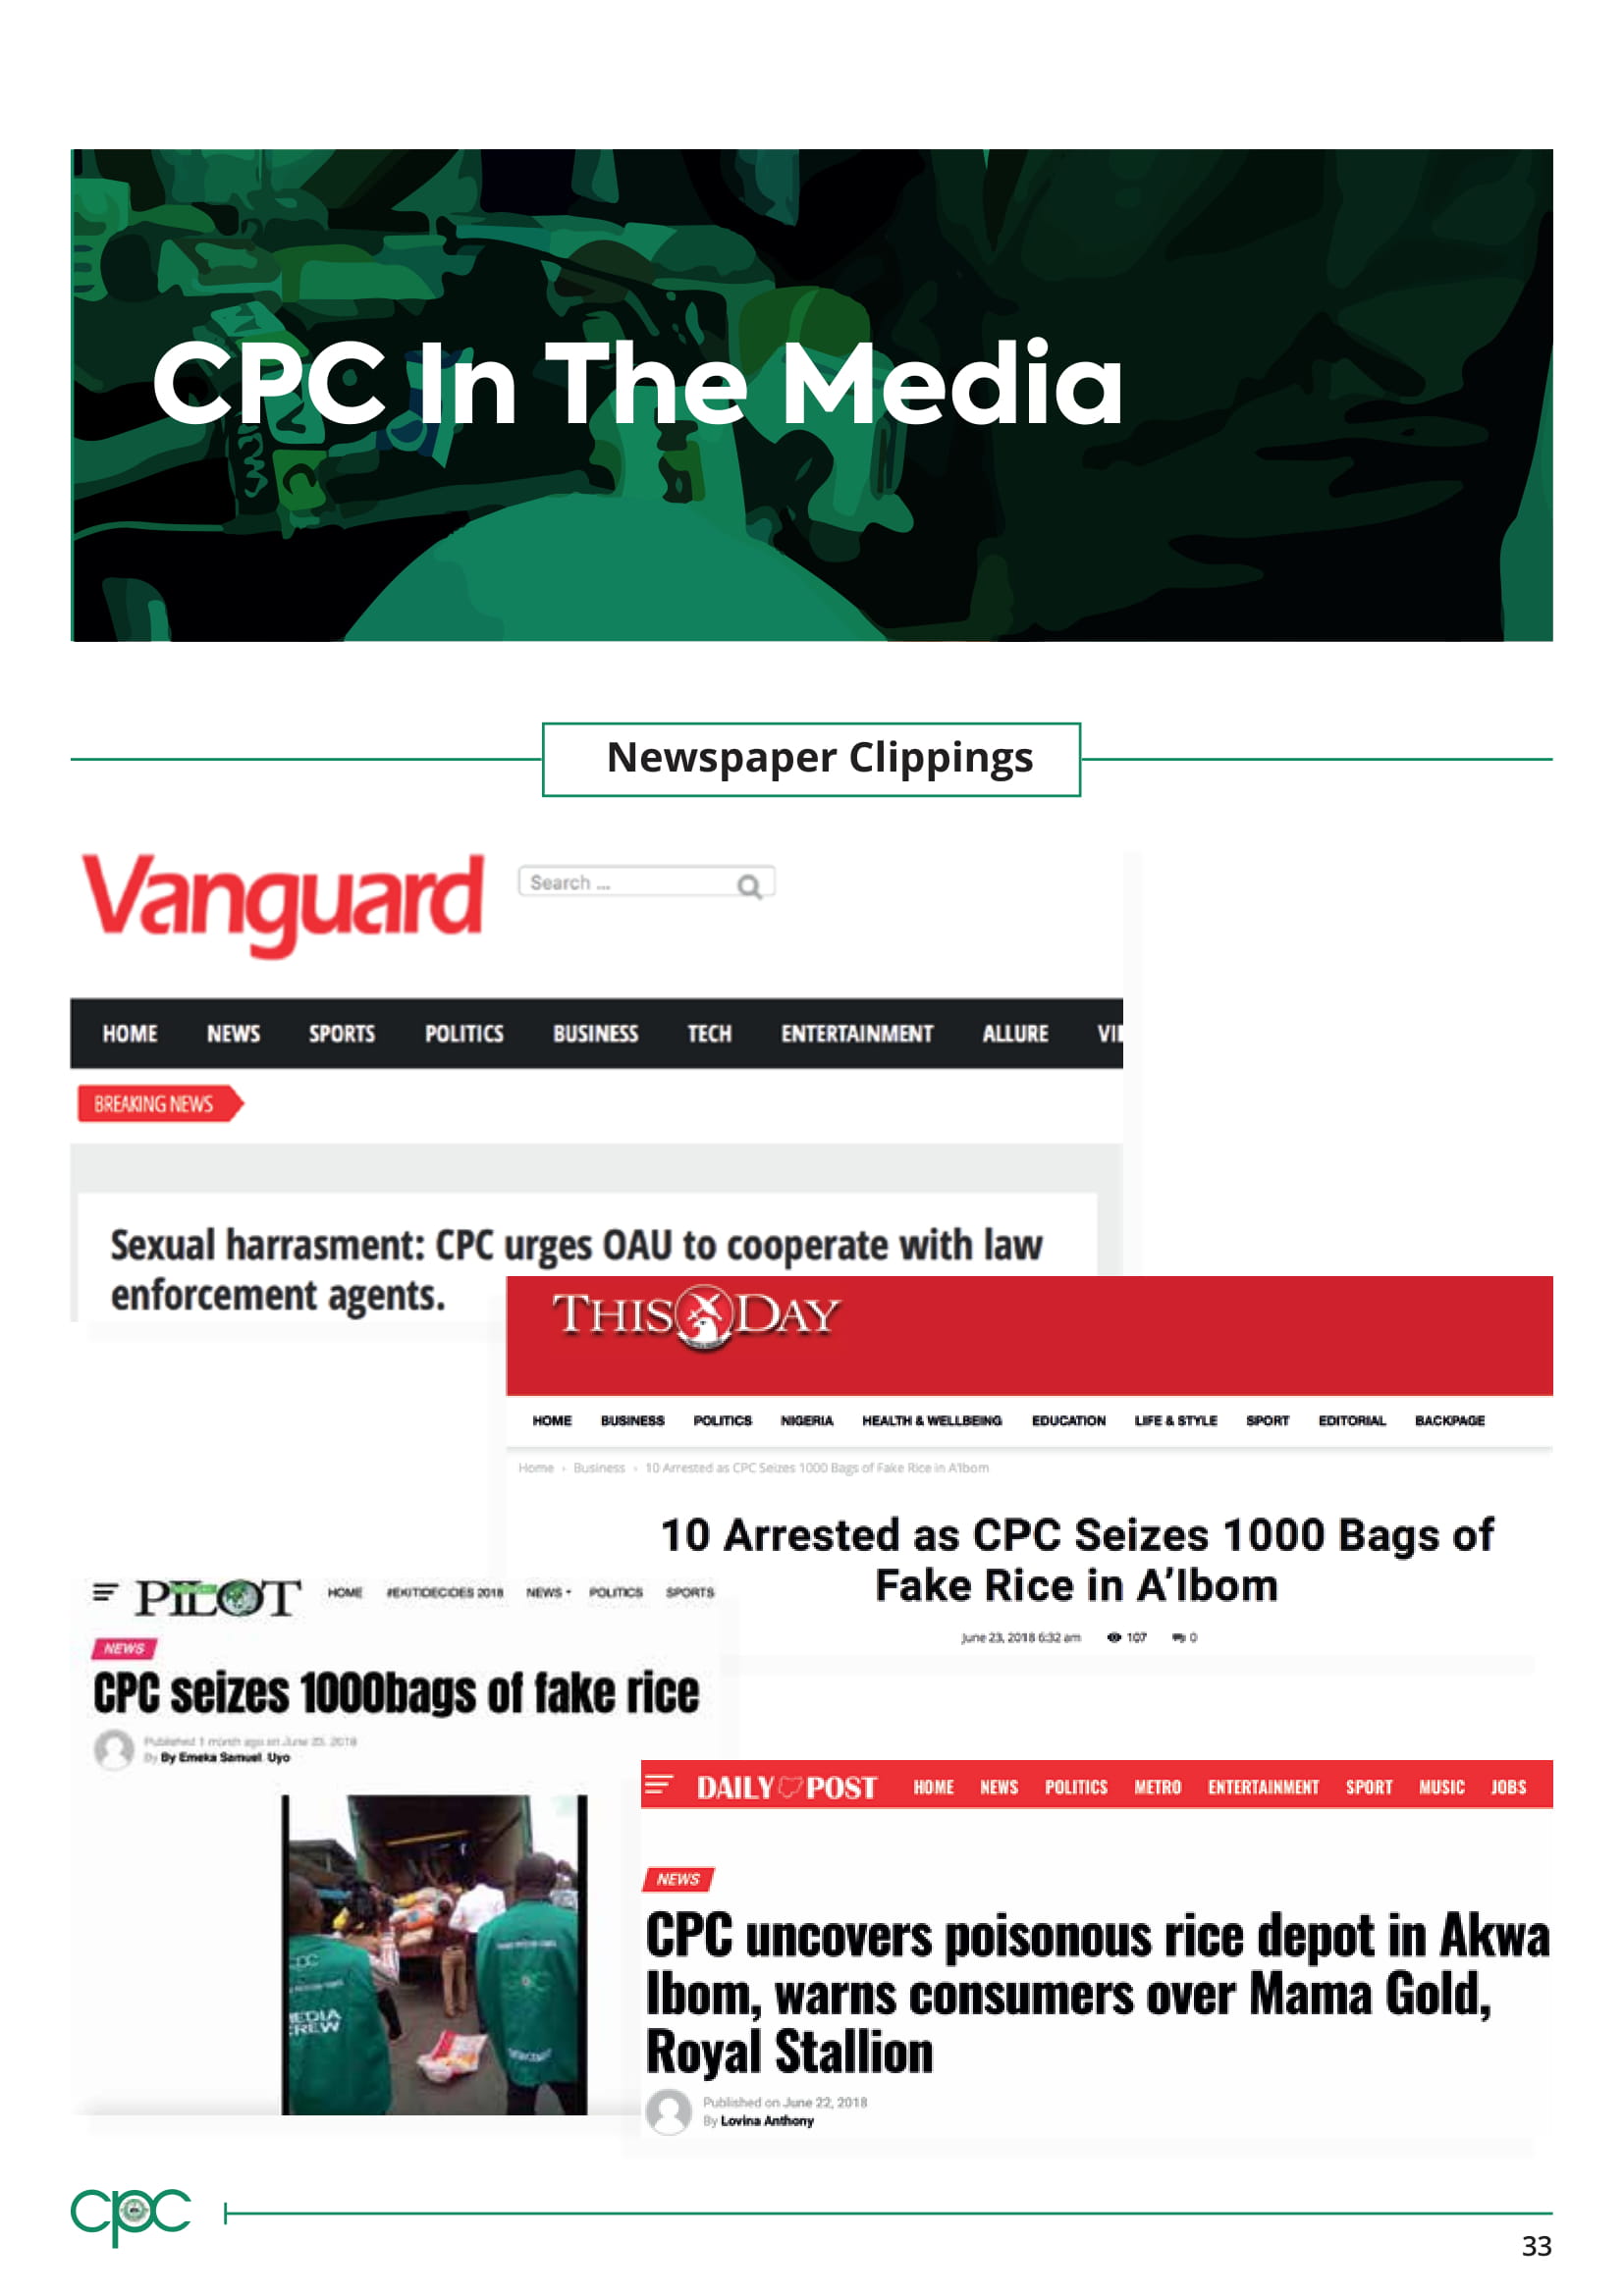 CPC In The Media
Newspaper Clippings
Vanguard
Search ...
HOME NEWS SPORTS POLITICS BUSINESS TECH ENTERTAINMENT ALLURE VI
BREAKING NEWS
Sexual harrasment: CPC urges OAU to cooperate with law
enforcement agents.
THISDAY
HOME BUSINESS POLITICS NIGERIA HEALTH & WELLBEING EDUCATION LIFE & STYLE SPORT EDITORIAL BACKPAGE
Home › Business › 10 Arrested as CPC Seizes 1000 Bags of Fake Rice in A'Ibom
10 Arrested as CPC Seizes 1000 Bags of
Fake Rice in A’Ibom
June 23, 2018 6:32 am 107 0
PILOT HOME #EKITIDECIDES 2018 NEWS POLITICS SPORTS
NEWS
CPC seizes 1000bags of fake rice
Published 1 month ago on June 23, 2018
By By Emeka Samuel Uyo
CPC
MEDIA
CREW
DAILY POST HOME NEWS POLITICS METRO ENTERTAINMENT SPORT MUSIC JOBS
NEWS
CPC uncovers poisonous rice depot in Akwa
Ibom, warns consumers over Mama Gold,
Royal Stallion
Published on June 22, 2018
By Lovina Anthony
cpc
33